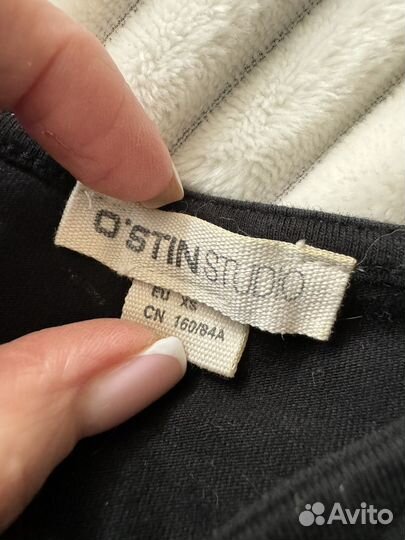 O'STIN STUDIO
EU XS
CN 160/84A
Avito